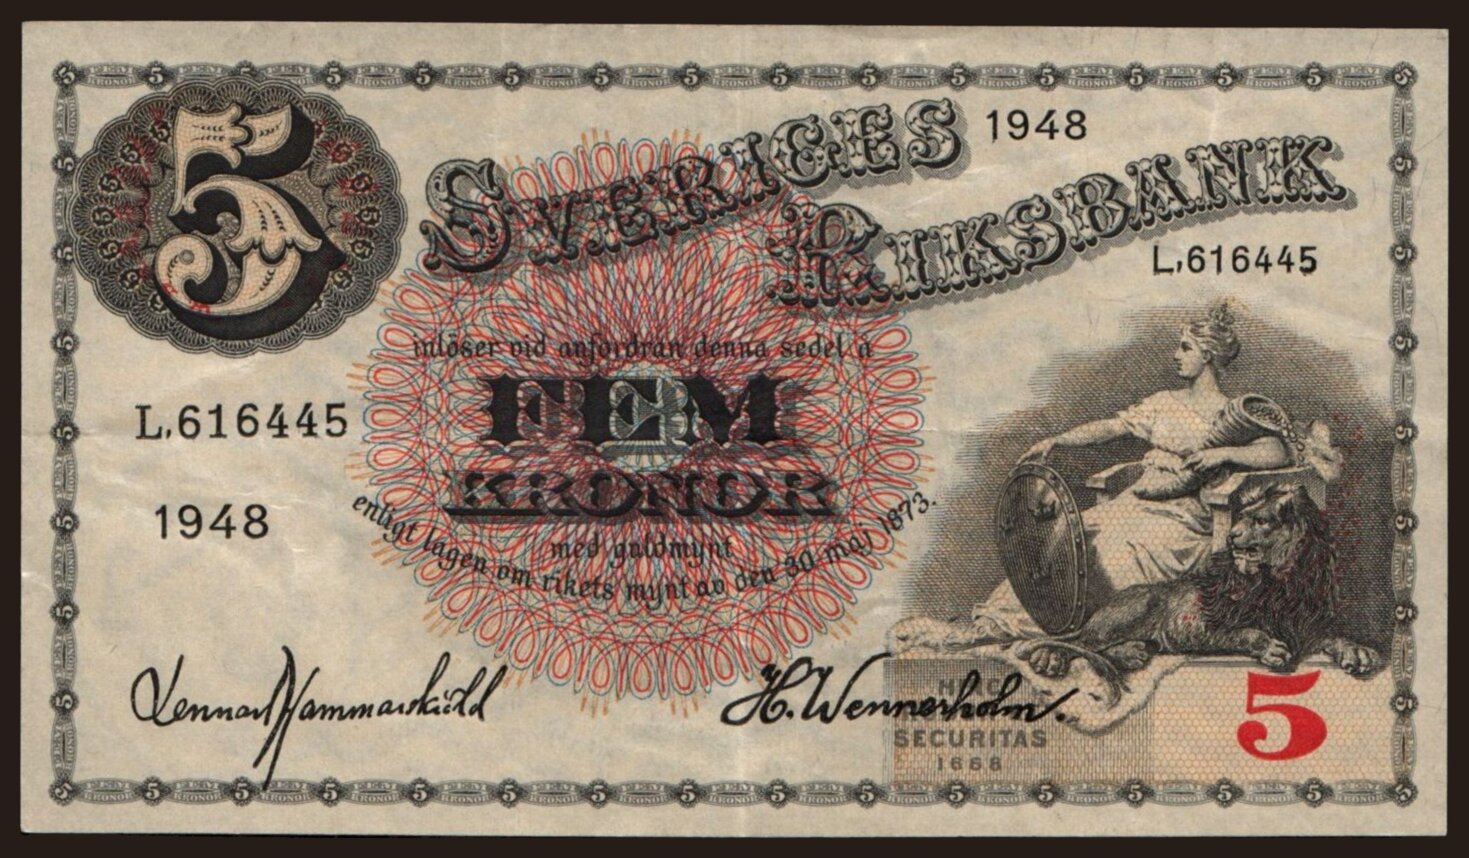 5
SVERIGES 1948
RIKSBANK
L,616445
inlöser vid anfordran denna sedel å
FEM
L,616445
KRONOR
1948
med guldmynt
enligt lagen om rikets mynt av den 30 maj 1873.
Lennart Hammarskiöld
H. Wennerholm.
HINC
SECURITAS
1668
5